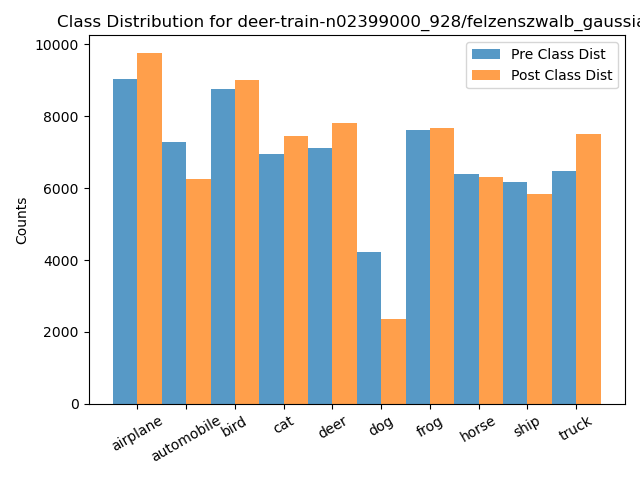 Class Distribution for deer-train-n02399000_928/felzenszwalb_gaussia
Pre Class Dist
Post Class Dist
Counts
10000
8000
6000
4000
2000
0
airplane
automobile
bird
cat
deer
dog
frog
horse
ship
truck